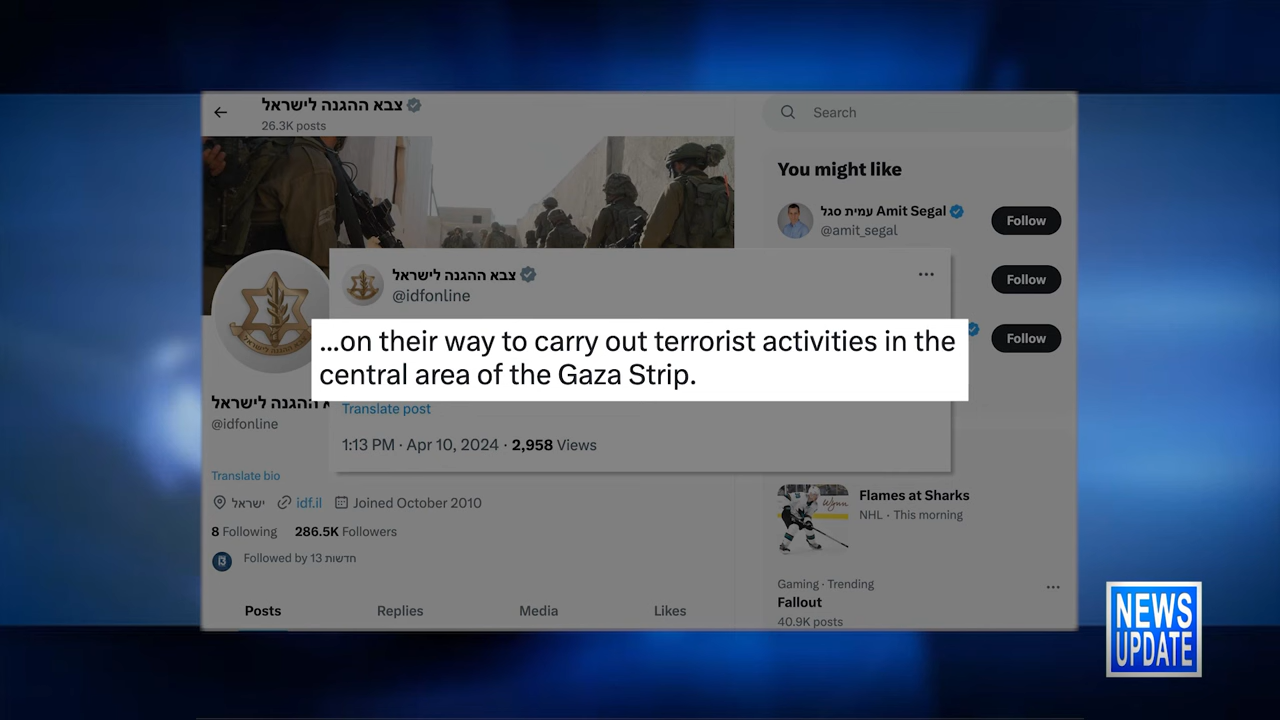 צבא ההגנה לישראל
26.3K posts
Search
You might like
עמית סגל Amit Segal
@amit_segal
Follow
Follow
Follow
צבא ההגנה לישראל
@idfonline
...on their way to carry out terrorist activities in the
central area of the Gaza Strip.
Translate post
1:13 PM · Apr 10, 2024 · 2,958 Views
ההגנה לישראל
@idfonline
Translate bio
ישראל idf.il Joined October 2010
8 Following 286.5K Followers
Followed by חדשות 13
Posts Replies Media Likes
Flames at Sharks
NHL · This morning
Gaming · Trending
Fallout
40.9K posts
NEWS
UPDATE